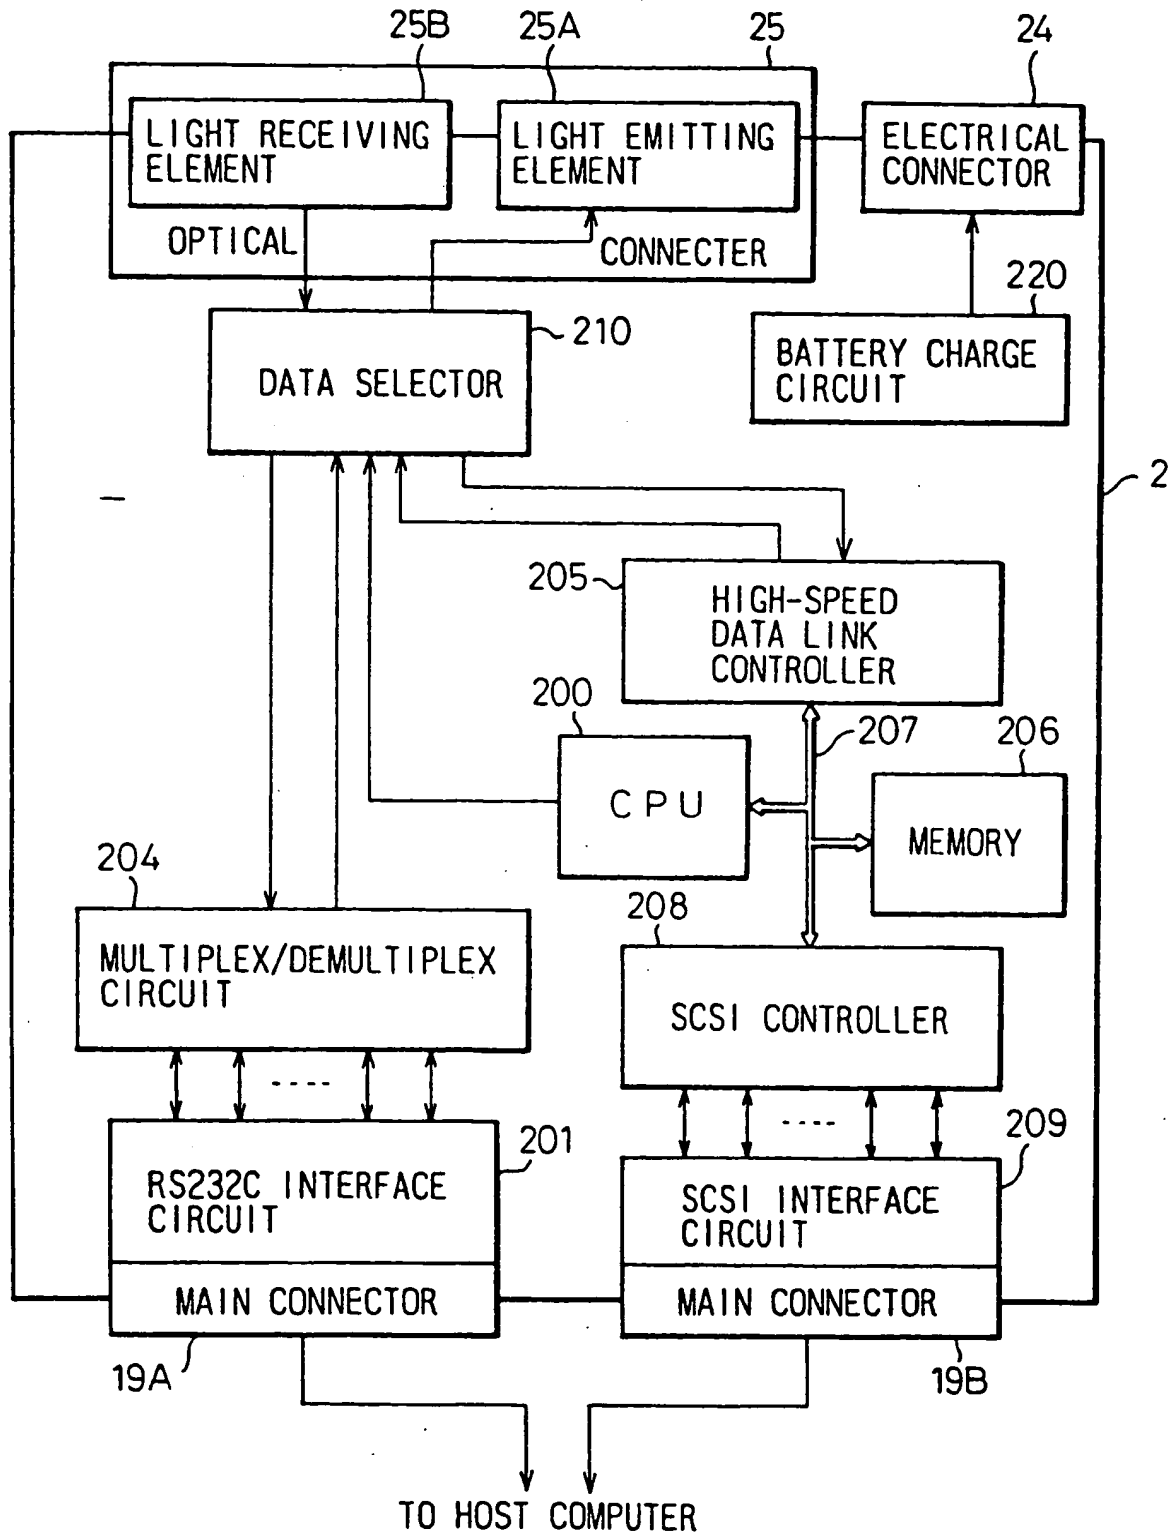 25B
25A
25
24
LIGHT RECEIVING
ELEMENT
LIGHT EMITTING
ELEMENT
ELECTRICAL
CONNECTOR
OPTICAL
CONNECTER
220
210
DATA SELECTOR
BATTERY CHARGE
CIRCUIT
2
205
HIGH-SPEED
DATA LINK
CONTROLLER
200
207
206
CPU
MEMORY
204
208
MULTIPLEX/DEMULTIPLEX
CIRCUIT
SCSI CONTROLLER
201
209
RS232C INTERFACE
CIRCUIT
SCSI INTERFACE
CIRCUIT
MAIN CONNECTOR
MAIN CONNECTOR
19A
19B
TO HOST COMPUTER